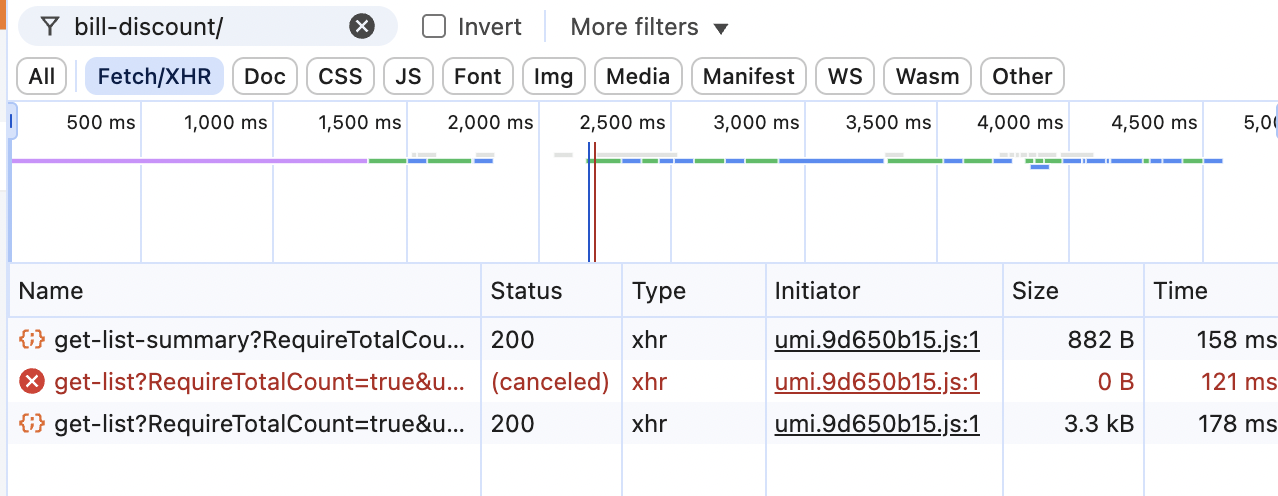 bill-discount/ Invert More filters
All Fetch/XHR Doc CSS JS Font Img Media Manifest WS Wasm Other
500 ms 1,000 ms 1,500 ms 2,000 ms 2,500 ms 3,000 ms 3,500 ms 4,000 ms 4,500 ms 5,0
Name Status Type Initiator Size Time
get-list-summary?RequireTotalCou... 200 xhr umi.9d650b15.js:1 882 B 158 ms
get-list?RequireTotalCount=true&u... (canceled) xhr umi.9d650b15.js:1 0 B 121 ms
get-list?RequireTotalCount=true&u... 200 xhr umi.9d650b15.js:1 3.3 kB 178 ms